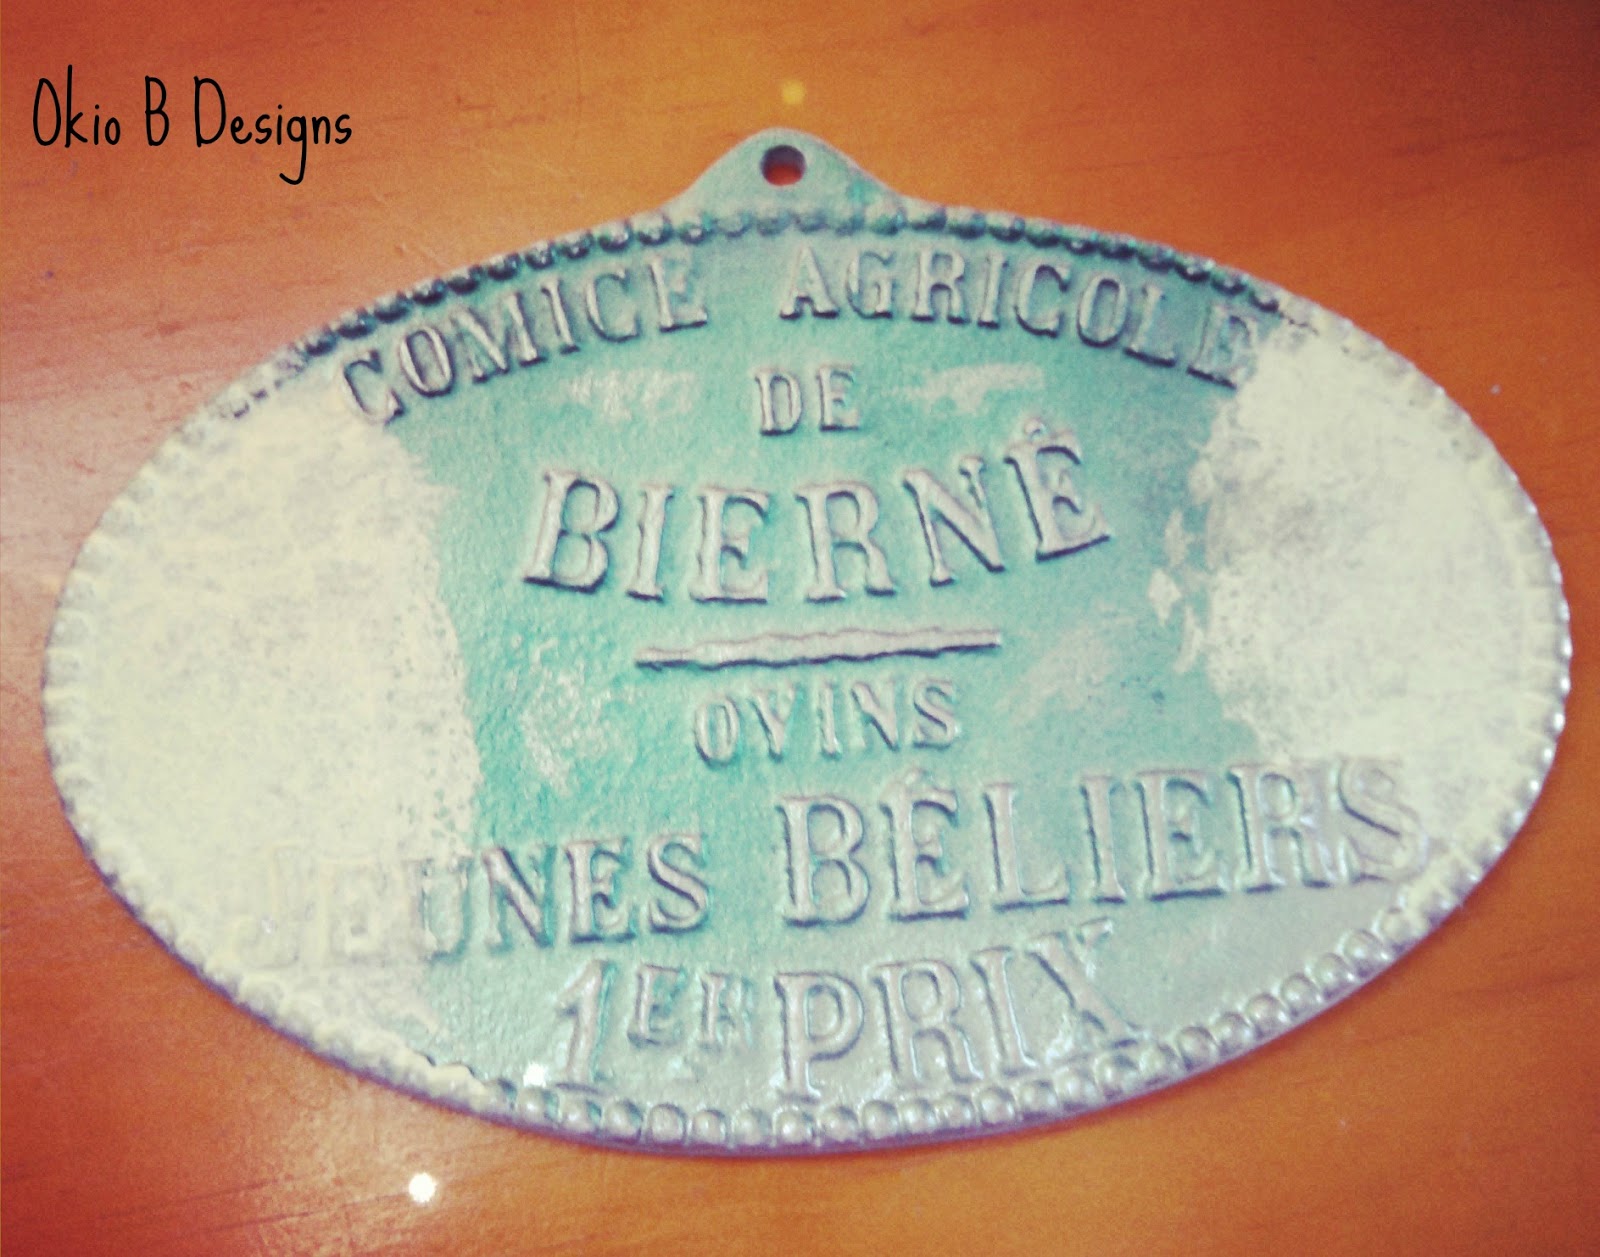 Okio B Designs
COMICE AGRICOLE
DE
BIERNÉ
OVINS
JEUNES BÉLIERS
1ER PRIX